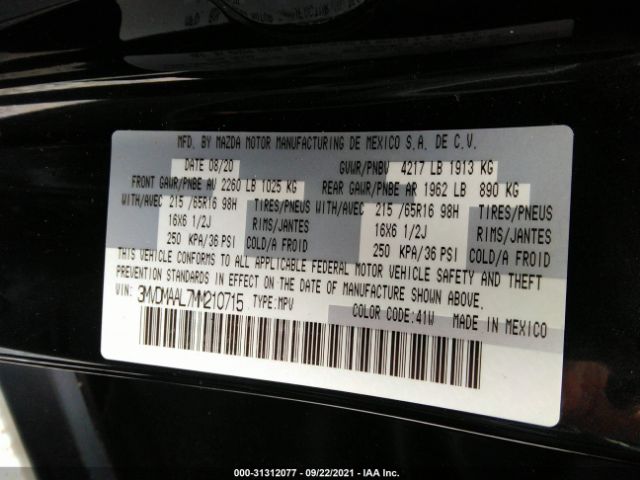 MFD. BY MAZDA MOTOR MANUFACTURING DE MEXICO S.A. DE C.V.
DATE 08/20 GVWR/PNBV 4217 LB 1913 KG
FRONT GAWR/PNBE AV 2260 LB 1025 KG REAR GAWR/PNBE AR 1962 LB 890 KG
WITH/AVEC 215 /65R16 98H TIRES/PNEUS WITH/AVEC 215 /65R16 98H TIRES/PNEUS
16X6 1/2J RIMS/JANTES 16X6 1/2J RIMS/JANTES
250 KPA/36 PSI COLD/A FROID 250 KPA/36 PSI COLD/A FROID
THIS VEHICLE CONFORMS TO ALL APPLICABLE FEDERAL MOTOR VEHICLE SAFETY AND THEFT
PREVENTION STANDARDS IN EFFECT ON THE DATE OF MANUFACTURE SHOWN ABOVE.
VIN: 3MVDMAAL7MM210715 TYPE:MPV COLOR CODE:41W MADE IN MEXICO
000-31312077 - 09/22/2021 - IAA Inc.